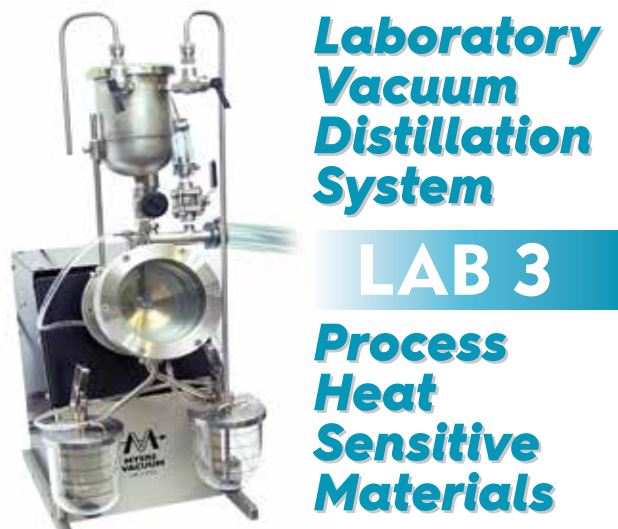 Laboratory
Vacuum
Distillation
System
LAB 3
Process
Heat
Sensitive
Materials
MYERS
VACUUM